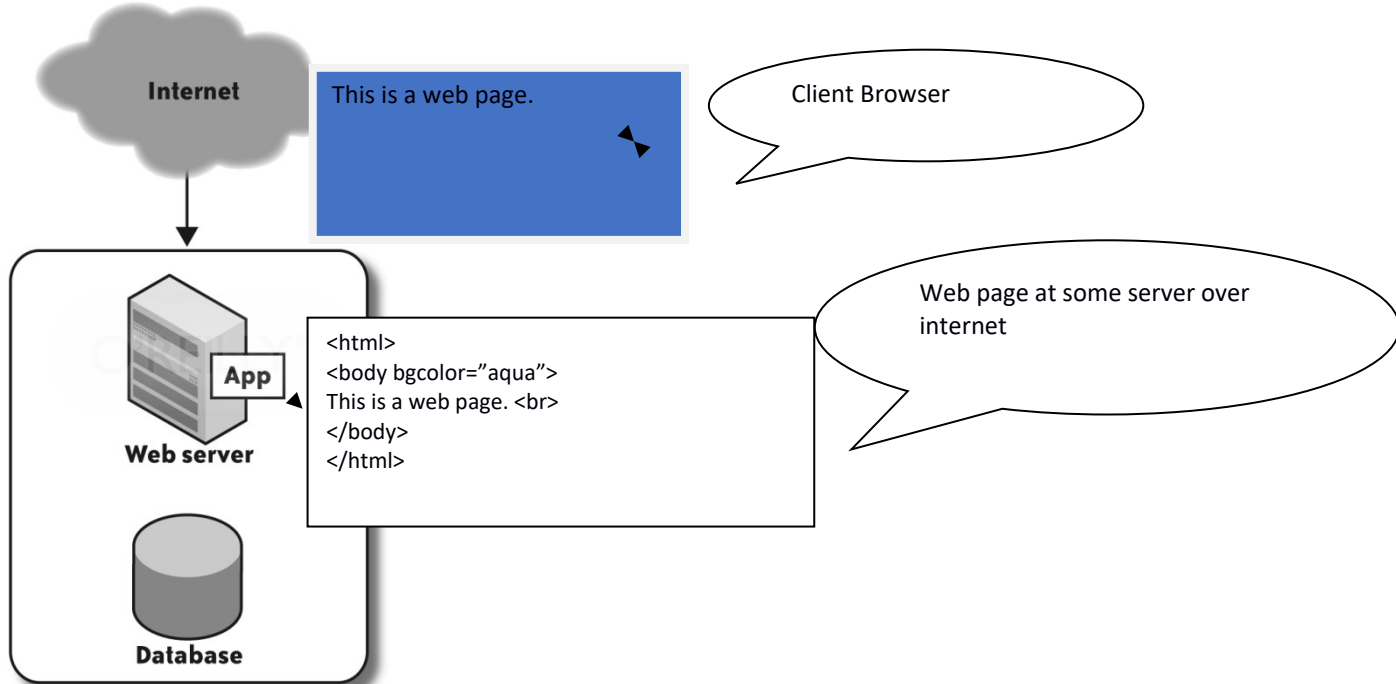 Internet
This is a web page.
Client Browser
Web page at some server over
internet
<html>
<body bgcolor=”aqua”>
This is a web page. <br>
</body>
</html>
App
Web server
Database